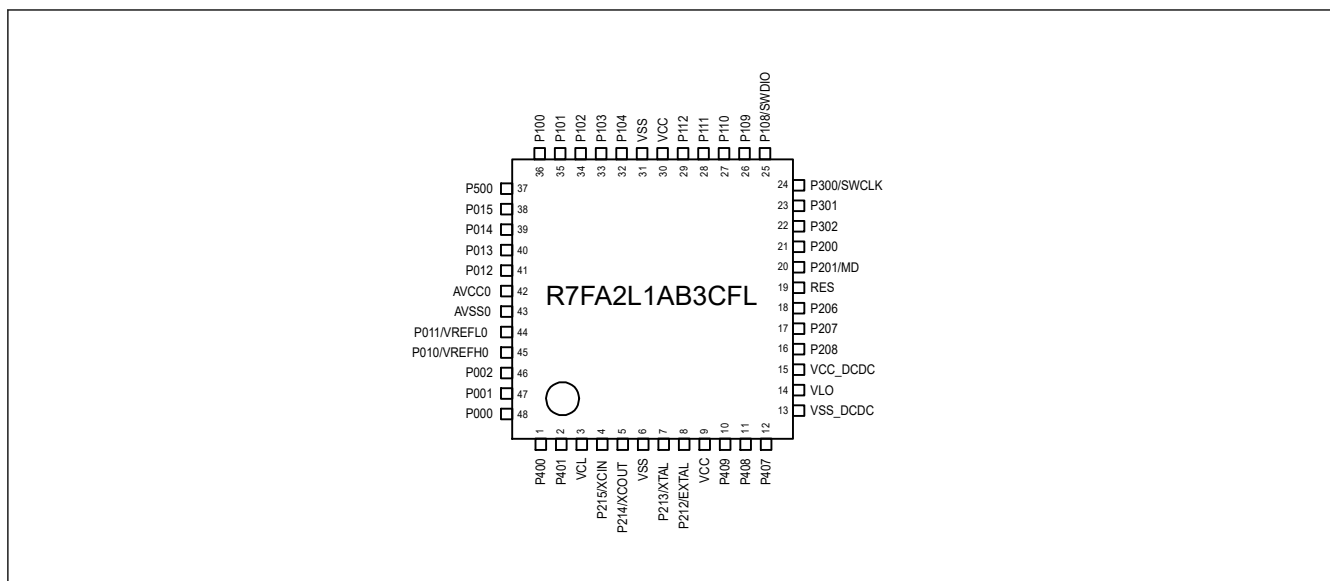 P100
P101
P102
P103
P104
VSS
VCC
P112
P111
P110
P109
P108/SWDIO
36
35
34
33
32
31
30
29
28
27
26
25
P500 37
P015 38
P014 39
P013 40
P012 41
AVCC0 42
AVSS0 43
P011/VREFL0 44
P010/VREFH0 45
P002 46
P001 47
P000 48
R7FA2L1AB3CFL
24 P300/SWCLK
23 P301
22 P302
21 P200
20 P201/MD
19 RES
18 P206
17 P207
16 P208
15 VCC_DCDC
14 VLO
13 VSS_DCDC
1
2
3
4
5
6
7
8
9
10
11
12
P400
P401
VCL
P215/XCIN
P214/XCOUT
VSS
P213/XTAL
P212/EXTAL
VCC
P409
P408
P407